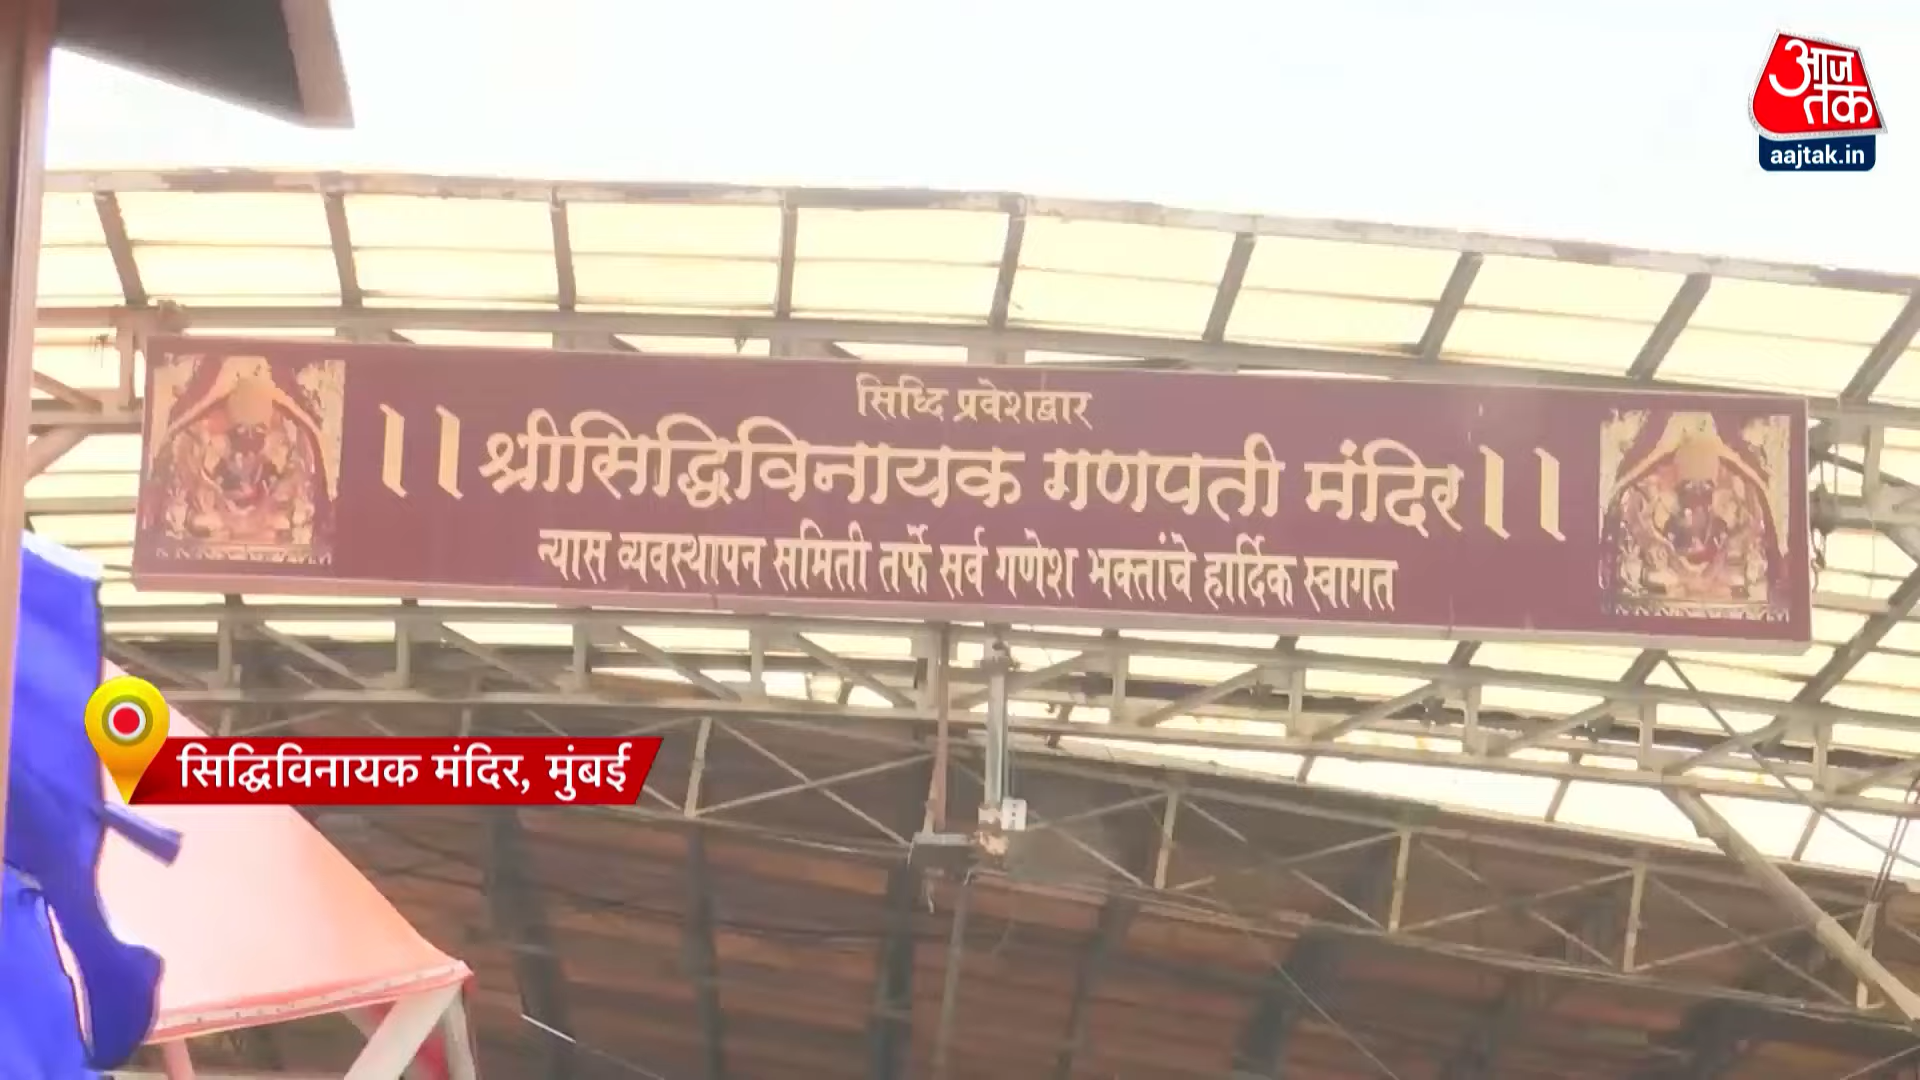 आज
तक
aajtak.in
सिध्दि प्रवेशद्वार
।।श्रीसिद्धिविनायक गणपती मंदिर।।
न्यास व्यवस्थापन समिती तर्फे सर्व गणेश भक्तांचे हार्दिक स्वागत
सिद्धिविनायक मंदिर, मुंबई